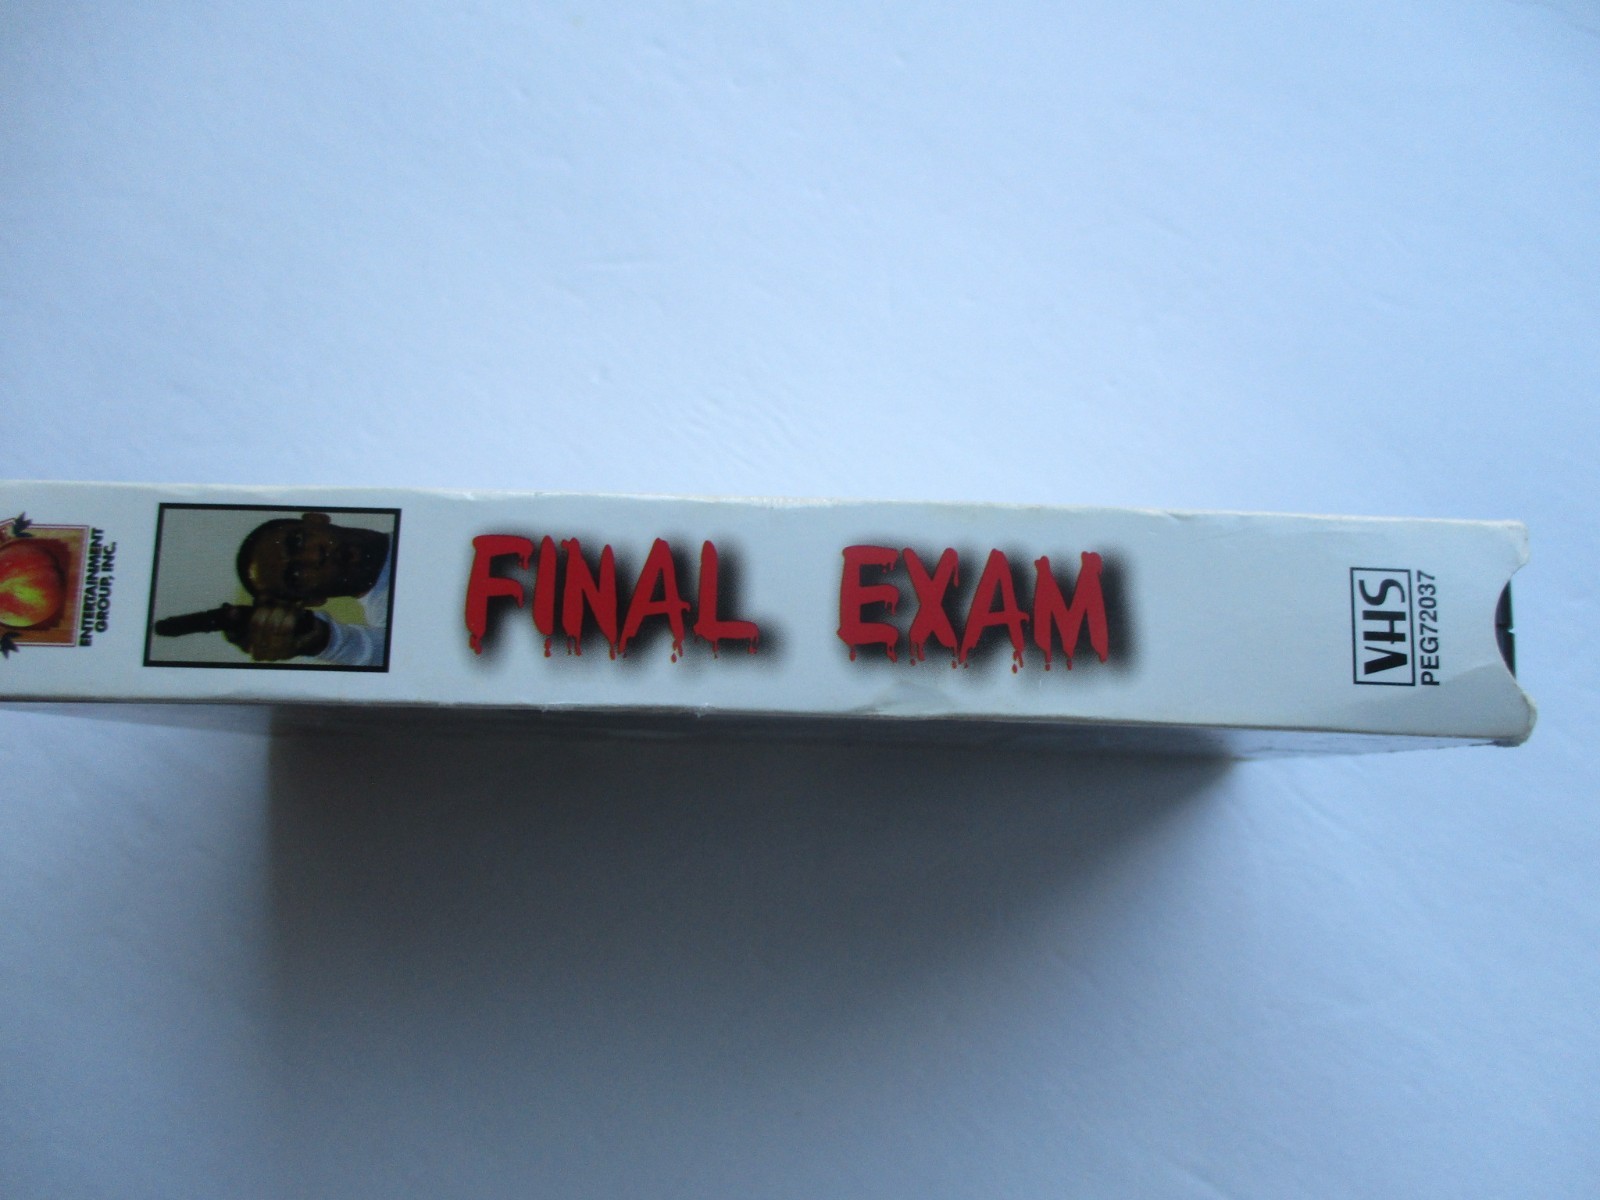 ENTERTAINMENT
GROUP, INC.
FINAL EXAM
VHS
PEG72037